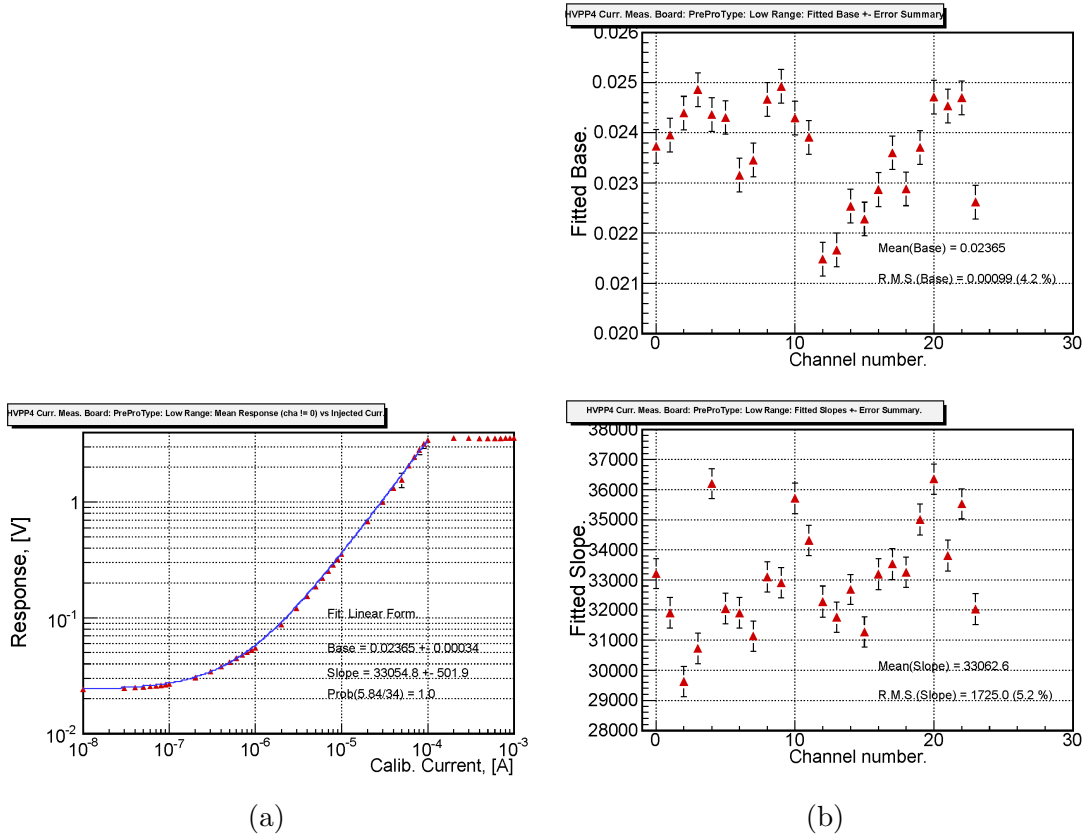 HVPP4 Curr. Meas. Board: PreProType: Low Range: Fitted Base +- Error Summary
0.026
0.025
0.024
0.023
0.022
0.021
0.020
Fitted Base.
Mean(Base) = 0.02365
R.M.S.(Base) = 0.00099 (4.2 %)
0 10 20 30
Channel number.
HVPP4 Curr. Meas. Board: PreProType: Low Range: Mean Response (cha != 0) vs Injected Curr.
1
10-1
10-2
Response, [V]
Fit: Linear Form.
Base = 0.02365 +- 0.00034
Slope = 33054.8 +- 501.9
Prob(5.84/34) = 1.0
10-8 10-7 10-6 10-5 10-4 10-3
Calib. Current, [A]
HVPP4 Curr. Meas. Board: PreProType: Low Range: Fitted Slopes +- Error Summary.
38000
37000
36000
35000
34000
33000
32000
31000
30000
29000
28000
Fitted Slope.
Mean(Slope) = 33062.6
R.M.S.(Slope) = 1725.0 (5.2 %)
0 10 20 30
Channel number.
(a)
(b)